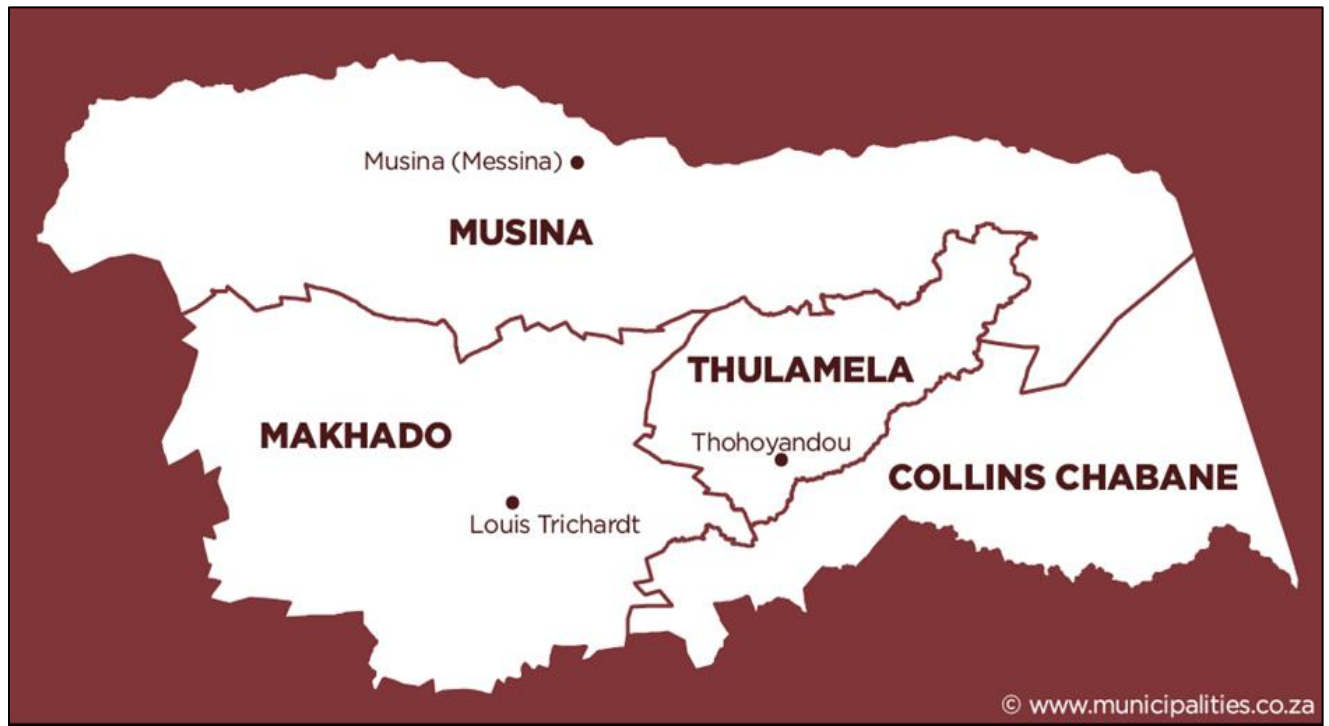 Musina (Messina)
MUSINA
THULAMELA
MAKHADO
Thohoyandou
COLLINS CHABANE
Louis Trichardt
© www.municipalities.co.za